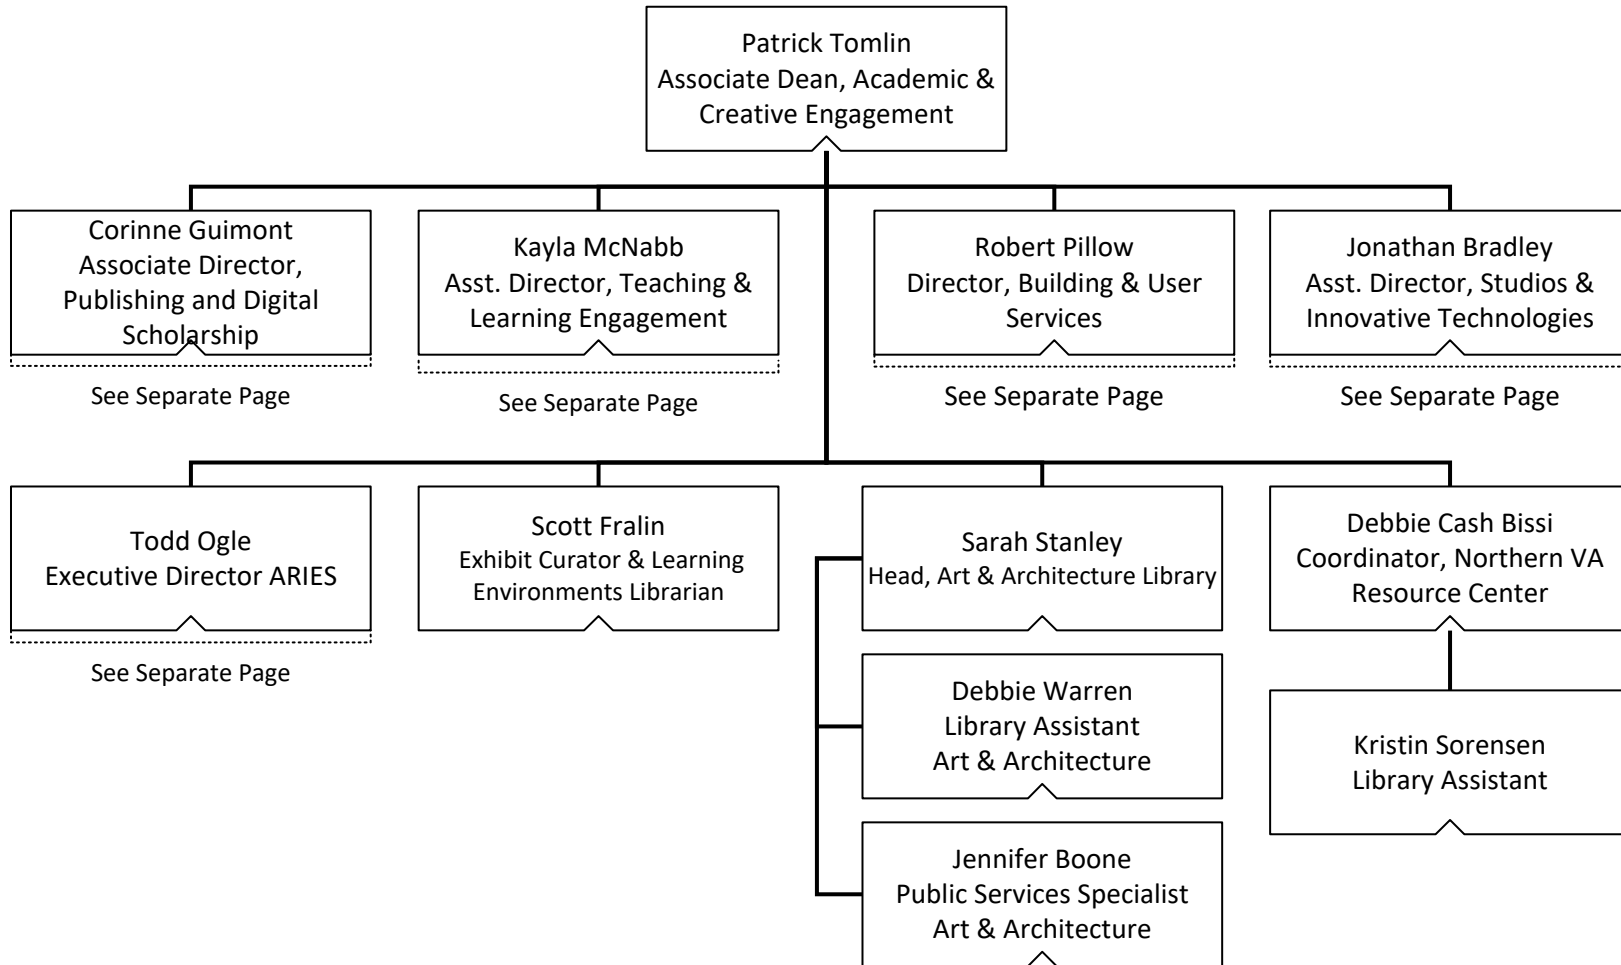 Patrick Tomlin
Associate Dean, Academic &
Creative Engagement
Corinne Guimont
Associate Director,
Publishing and Digital
Scholarship
See Separate Page
Kayla McNabb
Asst. Director, Teaching &
Learning Engagement
See Separate Page
Robert Pillow
Director, Building & User
Services
See Separate Page
Jonathan Bradley
Asst. Director, Studios &
Innovative Technologies
See Separate Page
Todd Ogle
Executive Director ARIES
See Separate Page
Scott Fralin
Exhibit Curator & Learning
Environments Librarian
Sarah Stanley
Head, Art & Architecture Library
Debbie Warren
Library Assistant
Art & Architecture
Jennifer Boone
Public Services Specialist
Art & Architecture
Debbie Cash Bissi
Coordinator, Northern VA
Resource Center
Kristin Sorensen
Library Assistant